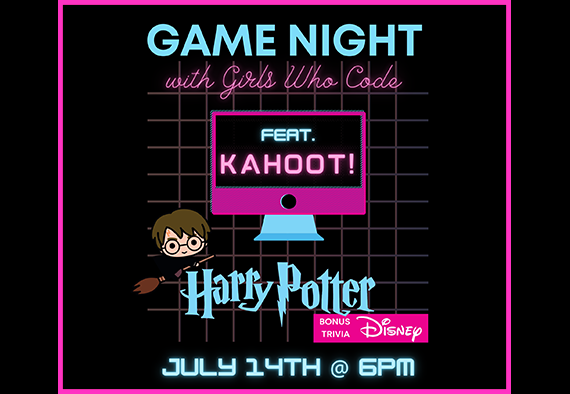 GAME NIGHT
with Girls Who Code
FEAT.
KAHOOT!
Harry Potter
BONUS
TRIVIA
Disney
JULY 14TH @ 6PM